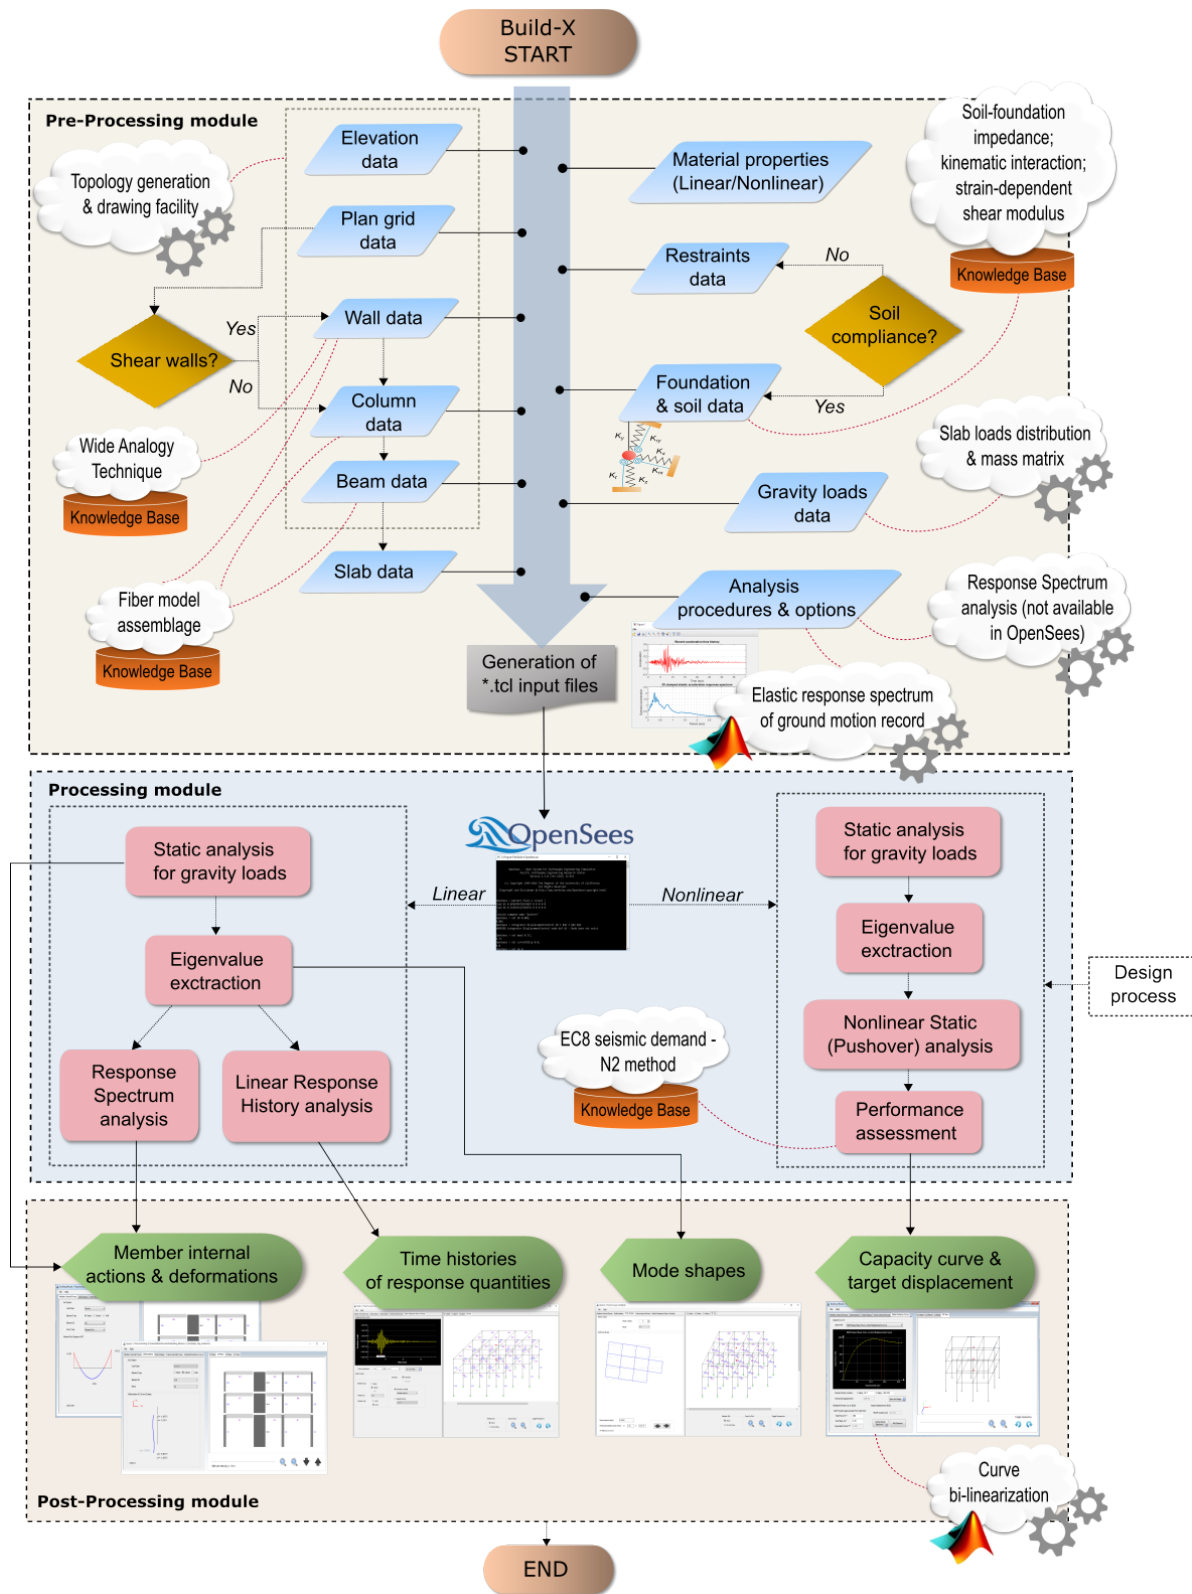 Build-X
START
Pre-Processing module
Elevation
data
Topology generation
& drawing facility
Plan grid
data
Shear walls?
Yes
No
Wall data
Column
data
Wide Analogy
Technique
Knowledge Base
Beam data
Slab data
Fiber model
assemblage
Knowledge Base
Material properties
(Linear/Nonlinear)
Soil-foundation
impedance;
kinematic interaction;
strain-dependent
shear modulus
Knowledge Base
Restraints
data
No
Soil
compliance?
Yes
Foundation
& soil data
Slab loads distribution
& mass matrix
Gravity loads
data
Analysis
procedures & options
Response Spectrum
analysis (not available
in OpenSees)
Elastic response spectrum
of ground motion record
Generation of
*.tcl input files
Processing module
OpenSees
Linear
Nonlinear
Static analysis
for gravity loads
Eigenvalue
exctraction
Response
Spectrum
analysis
Linear Response
History analysis
Static analysis
for gravity loads
Eigenvalue
exctraction
Nonlinear Static
(Pushover) analysis
Performance
assessment
Design
process
EC8 seismic demand -
N2 method
Knowledge Base
Member internal
actions & deformations
Time histories
of response quantities
Mode shapes
Capacity curve &
target displacement
Curve
bi-linearization
Post-Processing module
END